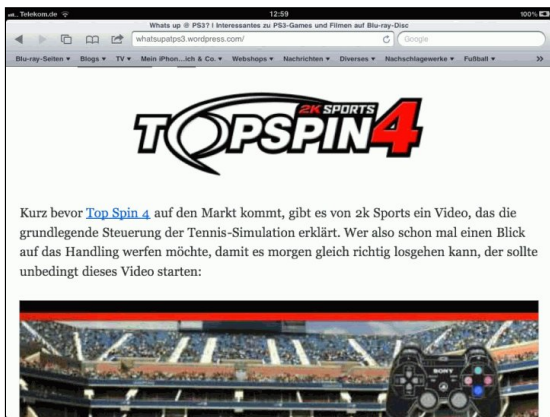 Telekom.de
12:59
100%
Whats up @ PS3? | Interessantes zu PS3-Games und Filmen auf Blu-ray-Disc
whatsupatps3.wordpress.com/
Google
Blu-ray-Seiten ▾ Blogs ▾ TV ▾ Mein iPhon...ich & Co. ▾ Webshops ▾ Nachrichten ▾ Diverses ▾ Nachschlagewerke ▾ Fußball ▾ >>
2K SPORTS
TOPSPIN 4
Kurz bevor Top Spin 4 auf den Markt kommt, gibt es von 2k Sports ein Video, das die
grundlegende Steuerung der Tennis-Simulation erklärt. Wer also schon mal einen Blick
auf das Handling werfen möchte, damit es morgen gleich richtig losgehen kann, der sollte
unbedingt dieses Video starten:
SONY